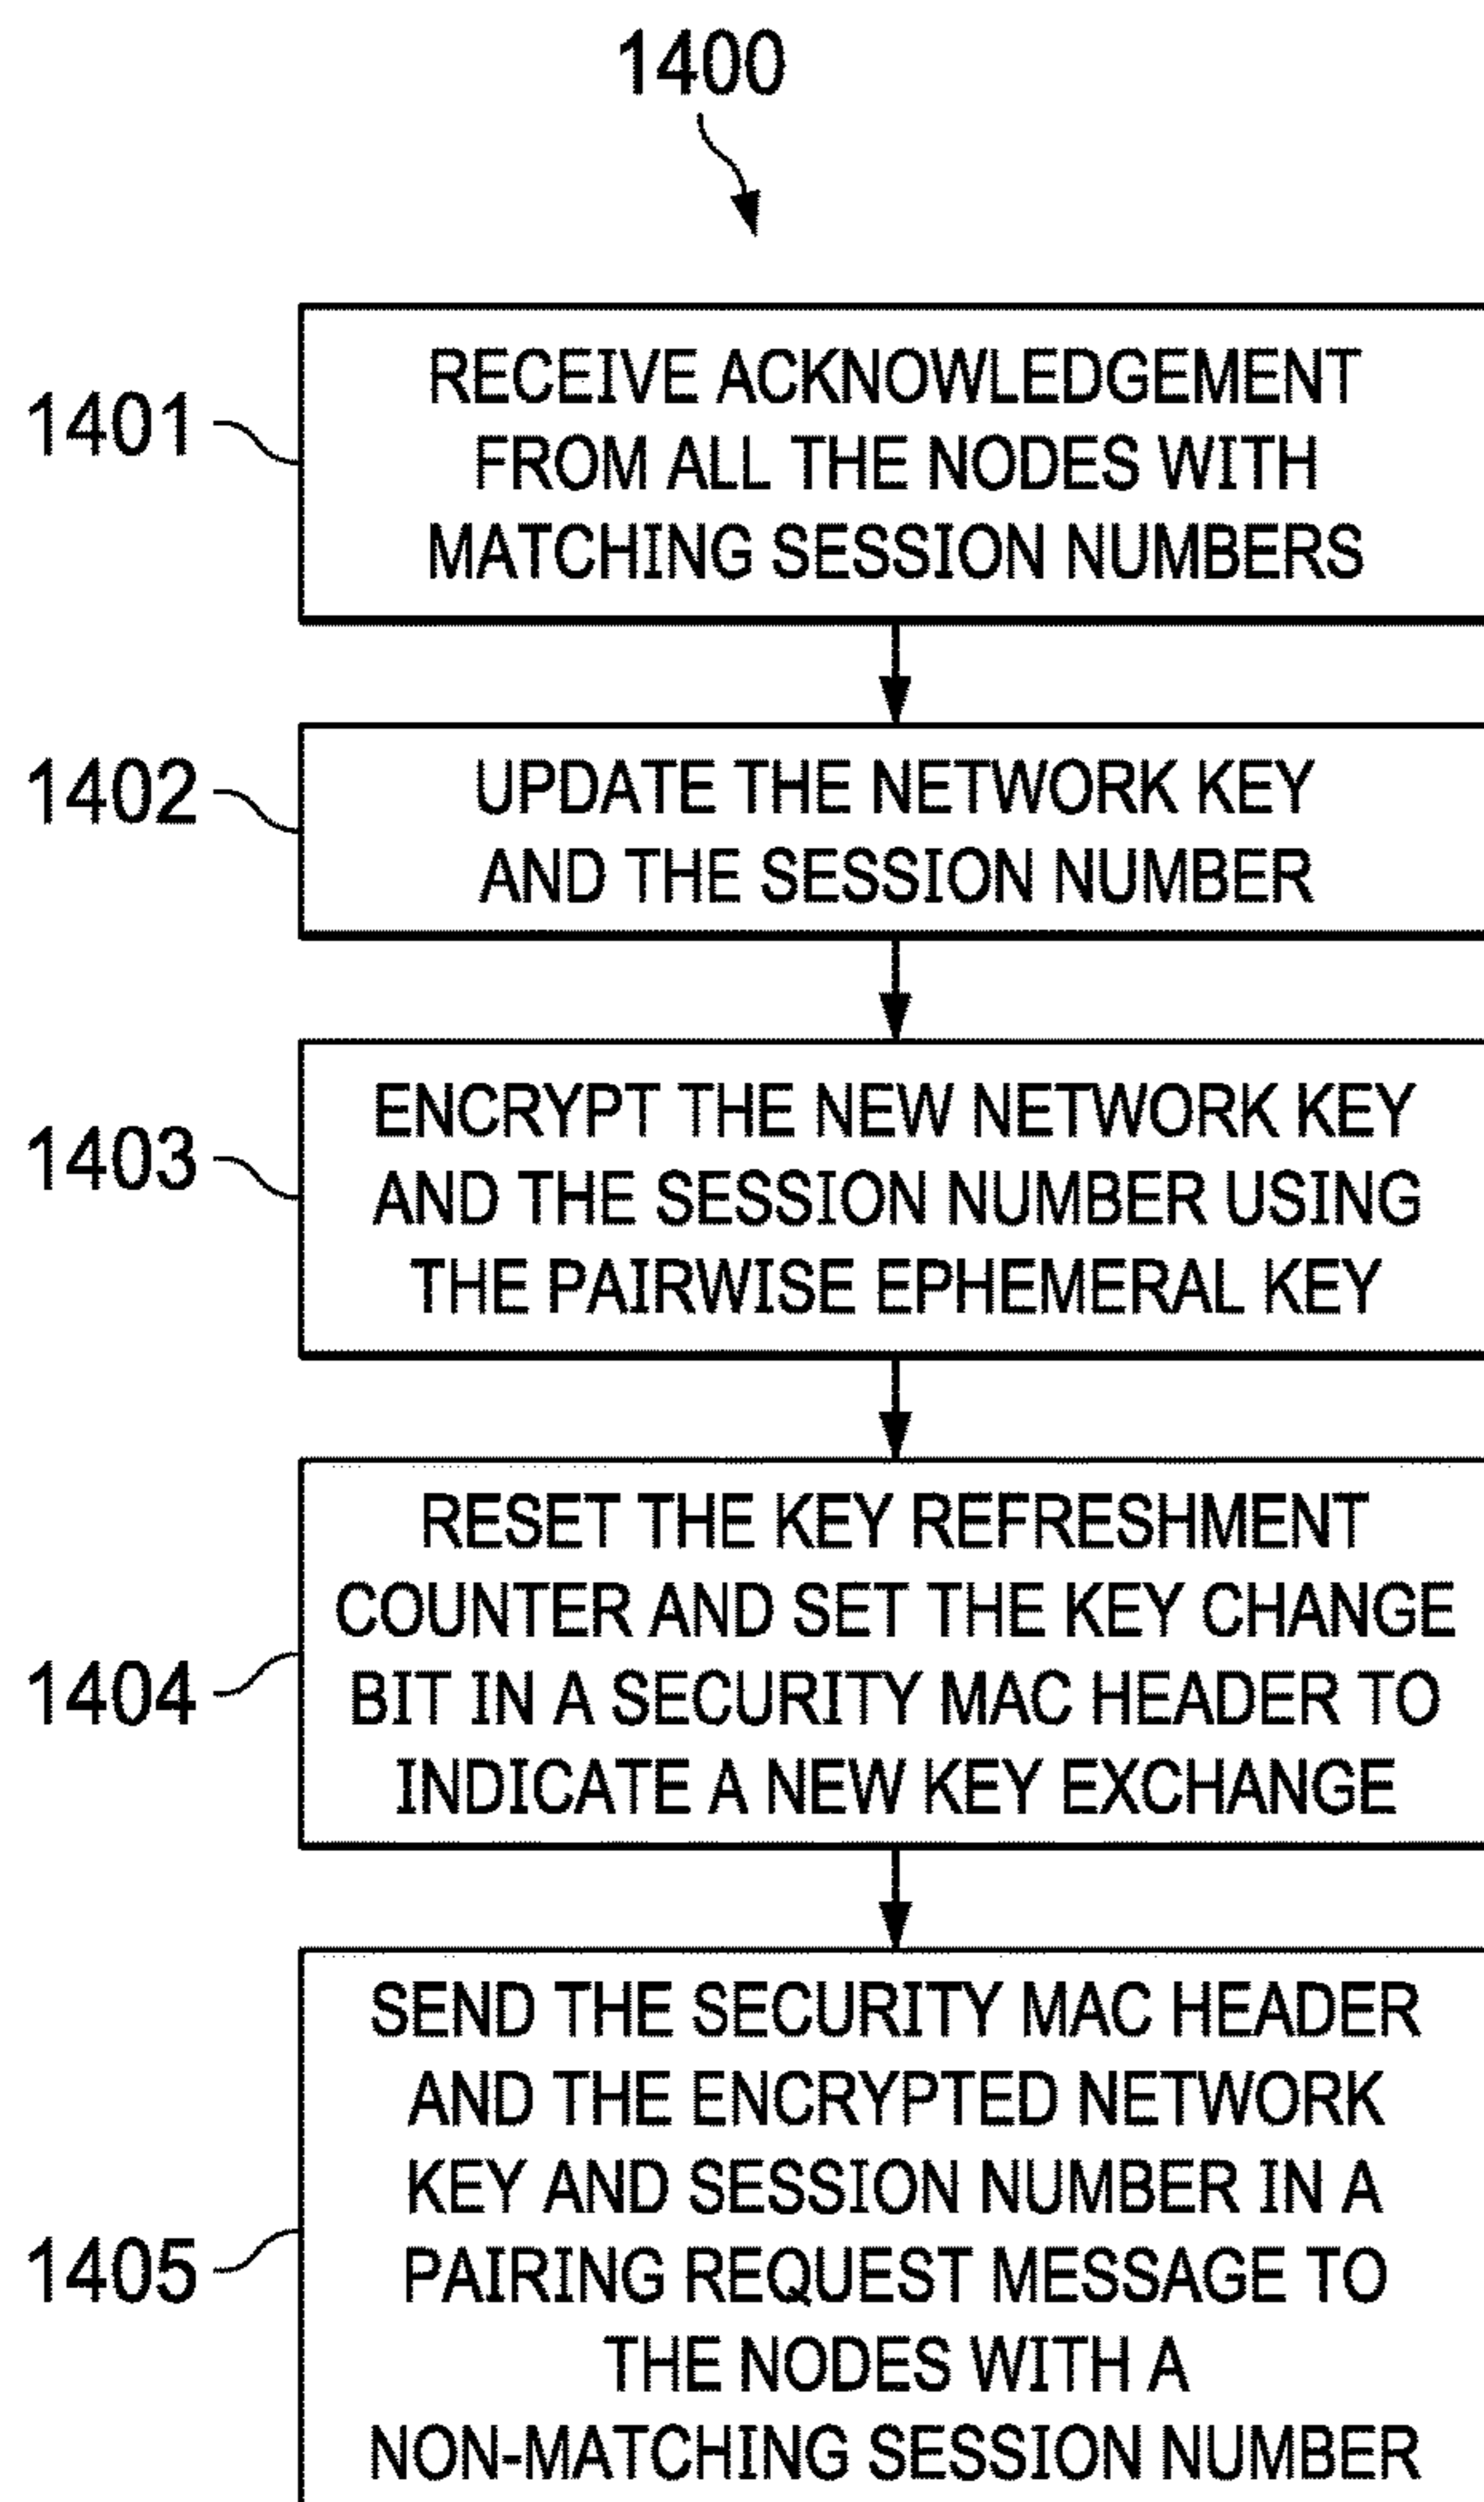 1400
1401
RECEIVE ACKNOWLEDGEMENT
FROM ALL THE NODES WITH
MATCHING SESSION NUMBERS
1402
UPDATE THE NETWORK KEY
AND THE SESSION NUMBER
1403
ENCRYPT THE NEW NETWORK KEY
AND THE SESSION NUMBER USING
THE PAIRWISE EPHEMERAL KEY
1404
RESET THE KEY REFRESHMENT
COUNTER AND SET THE KEY CHANGE
BIT IN A SECURITY MAC HEADER TO
INDICATE A NEW KEY EXCHANGE
1405
SEND THE SECURITY MAC HEADER
AND THE ENCRYPTED NETWORK
KEY AND SESSION NUMBER IN A
PAIRING REQUEST MESSAGE TO
THE NODES WITH A
NON-MATCHING SESSION NUMBER